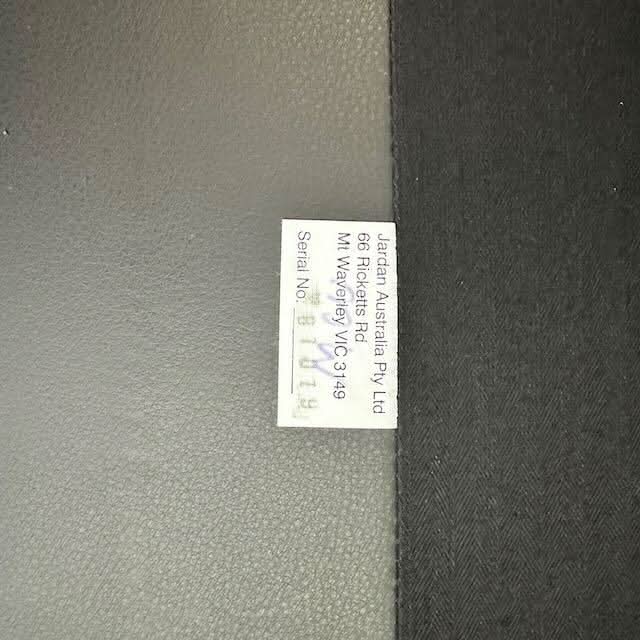 Jardan Australia Pty Ltd
66 Ricketts Rd
Mt Waverley VIC 3149
Serial No: